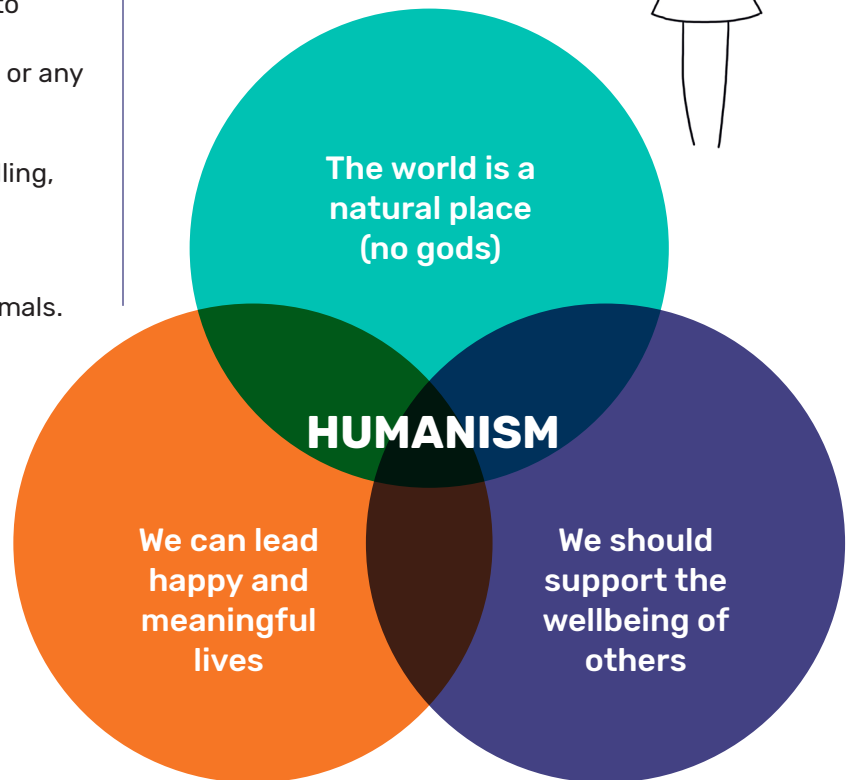 to
or any
ling,
mals.
The world is a
natural place
(no gods)
HUMANISM
We can lead
happy and
meaningful
lives
We should
support the
wellbeing of
others